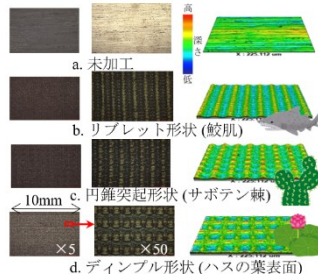 高
深さ
低
a. 未加工
b. リブレット形状 (鮫肌)
c. 円錐突起形状 (サボテン棘)
10mm
×5
×50
d. ディンプル形状 (ハスの葉表面)